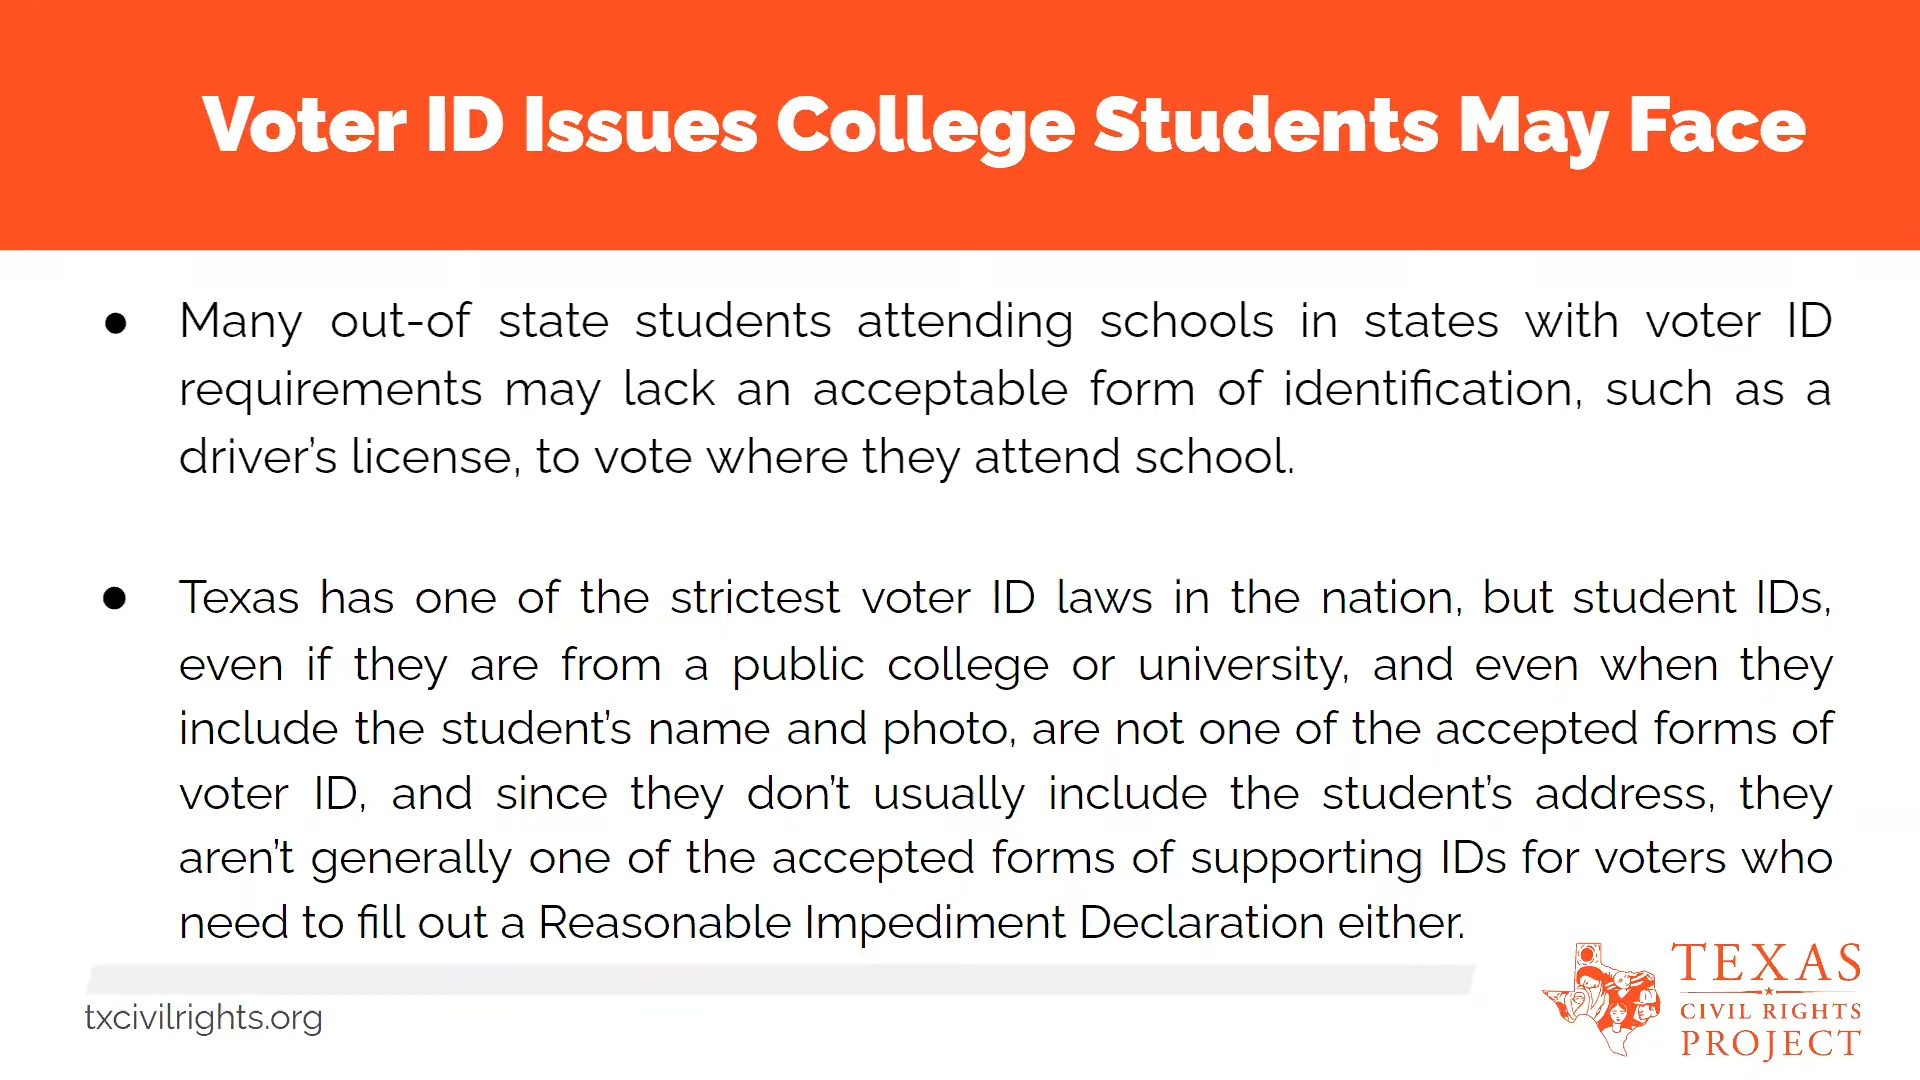 Voter ID Issues College Students May Face
● Many out-of state students attending schools in states with voter ID
requirements may lack an acceptable form of identification, such as a
driver’s license, to vote where they attend school.
● Texas has one of the strictest voter ID laws in the nation, but student IDs,
even if they are from a public college or university, and even when they
include the student’s name and photo, are not one of the accepted forms of
voter ID, and since they don’t usually include the student’s address, they
aren’t generally one of the accepted forms of supporting IDs for voters who
need to fill out a Reasonable Impediment Declaration either.
txcivilrights.org
TEXAS
CIVIL RIGHTS
PROJECT